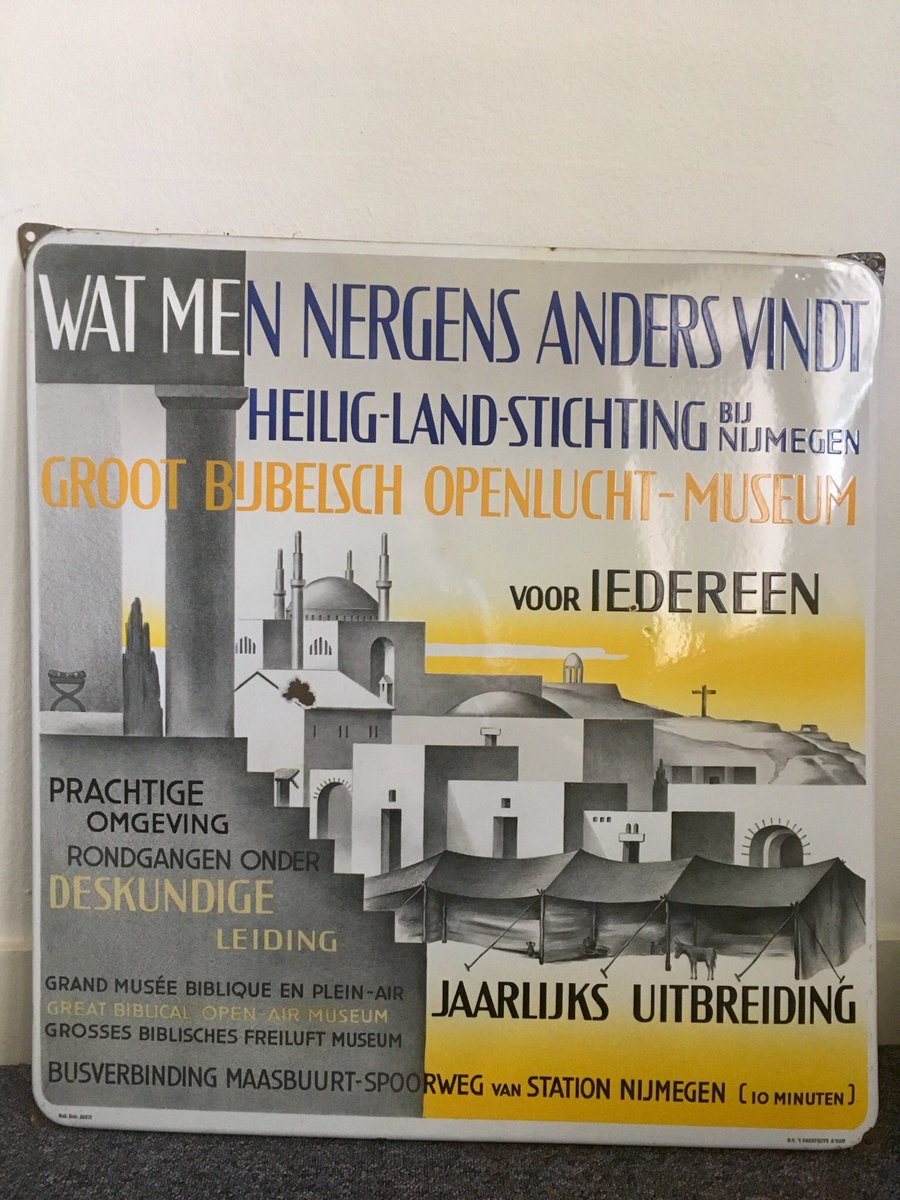 WAT MEN NERGENS ANDERS VINDT
HEILIG-LAND-STICHTING BIJ NIJMEGEN
GROOT BIJBELSCH OPENLUCHT-MUSEUM
VOOR IEDEREEN
PRACHTIGE
OMGEVING
RONDGANGEN ONDER
DESKUNDIGE
LEIDING
GRAND MUSÉE BIBLIQUE EN PLEIN-AIR
GREAT BIBLICAL OPEN-AIR MUSEUM
GROSSES BIBLISCHES FREILUFT MUSEUM
JAARLIJKS UITBREIDING
BUSVERBINDING MAASBUURT-SPOORWEG VAN STATION NIJMEGEN (10 MINUTEN)